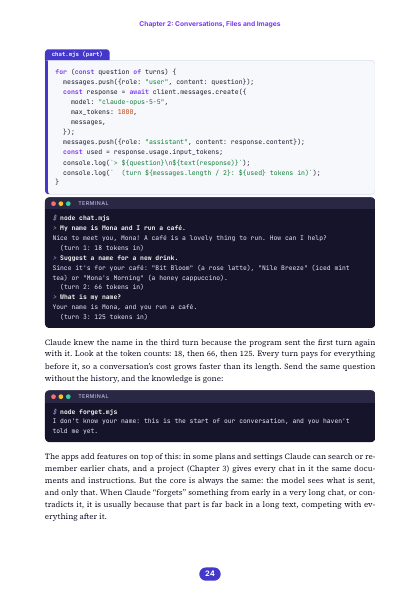 Chapter 2: Conversations, Files and Images
chat.mjs (part)
for (const question of turns) {
messages.push({role: "user", content: question});
const response = await client.messages.create({
model: "claude-opus-5-5",
max_tokens: 1000,
messages,
});
messages.push({role: "assistant", content: response.content});
const used = response.usage.input_tokens;
console.log(`> ${question}\n${text(response)}`);
console.log(`  (turn ${messages.length / 2}: ${used} tokens in)`);
}
TERMINAL
$ node chat.mjs
> My name is Mona and I run a café.
Nice to meet you, Mona! A café is a lovely thing to run. How can I help?
(turn 1: 18 tokens in)
> Suggest a name for a new drink.
Since it's for your café: "Bit Bloom" (a rose latte), "Nile Breeze" (iced mint
tea) or "Mona's Morning" (a honey cappuccino).
(turn 2: 66 tokens in)
> What is my name?
Your name is Mona, and you run a café.
(turn 3: 125 tokens in)
Claude knew the name in the third turn because the program sent the first turn again
with it. Look at the token counts: 18, then 66, then 125. Every turn pays for everything
before it, so a conversation's cost grows faster than its length. Send the same question
without the history, and the knowledge is gone:
TERMINAL
$ node forget.mjs
I don't know your name: this is the start of our conversation, and you haven't
told me yet.
The apps add features on top of this: in some plans and settings Claude can search or re-
member earlier chats, and a project (Chapter 3) gives every chat in it the same docu-
ments and instructions. But the core is always the same: the model sees what is sent,
and only that. When Claude “forgets” something from early in a very long chat, or con-
tradicts it, it is usually because that part is far back in a long text, competing with ev-
erything after it.
24